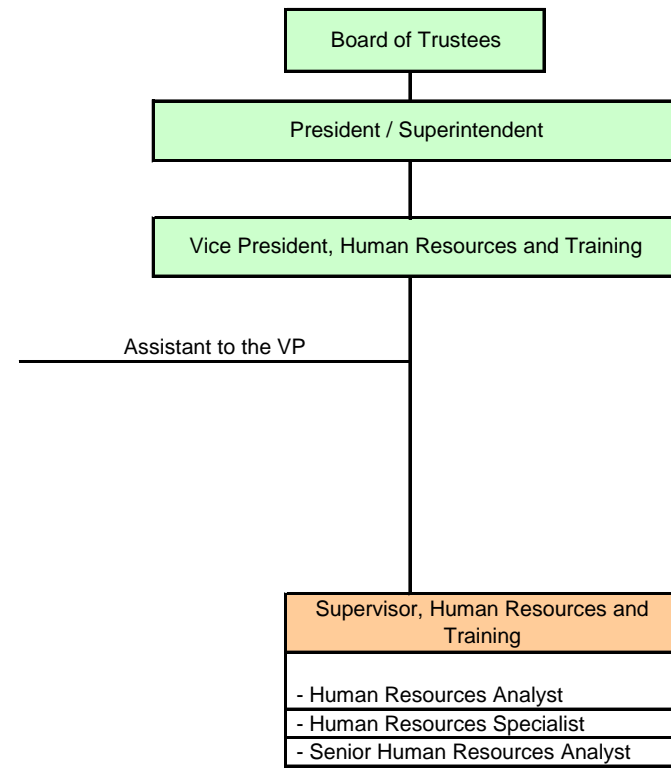 Board of Trustees
President / Superintendent
Vice President, Human Resources and Training
Assistant to the VP
Supervisor, Human Resources and
Training
- Human Resources Analyst
- Human Resources Specialist
- Senior Human Resources Analyst